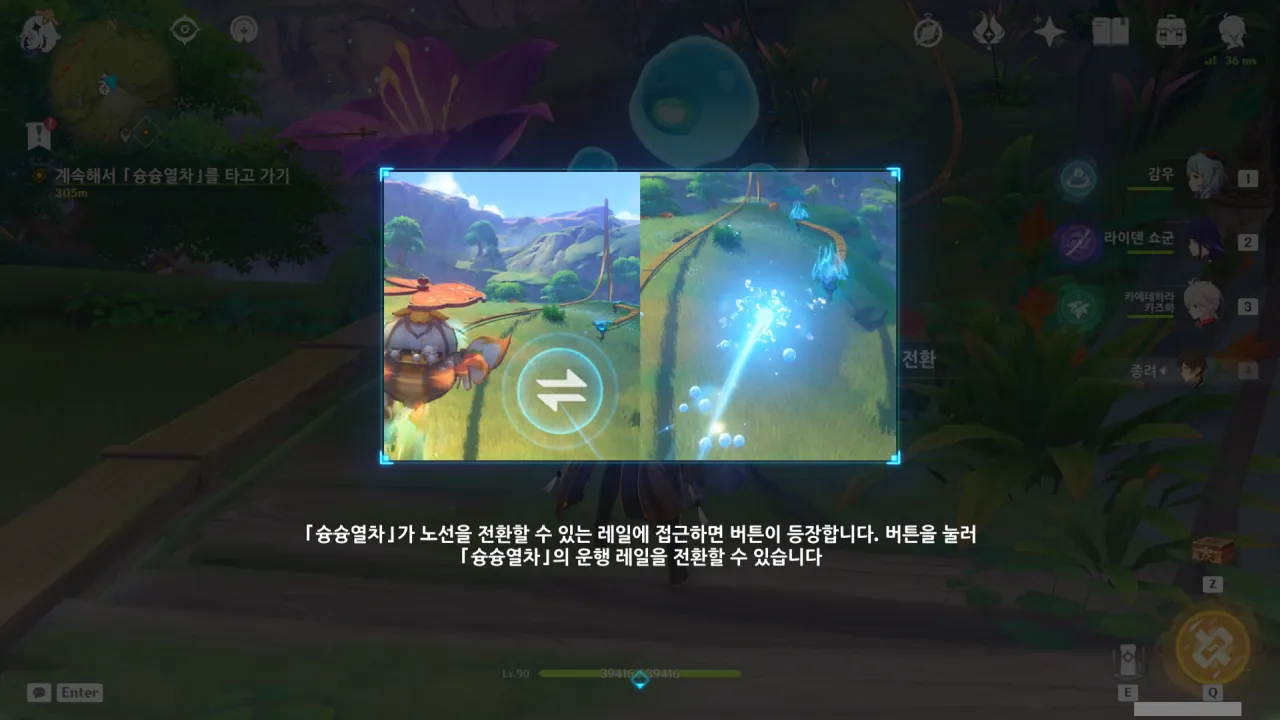 N
36 ms
계속해서 「슝슝열차」를 타고 가기
305m
감우
1
라이덴 쇼군
2
카에데하라
카즈하
3
전환
종려
4
「슝슝열차」가 노선을 전환할 수 있는 레일에 접근하면 버튼이 등장합니다. 버튼을 눌러
「슝슝열차」의 운행 레일을 전환할 수 있습니다
Z
Lv.90
39416/39416
Enter
E
Q